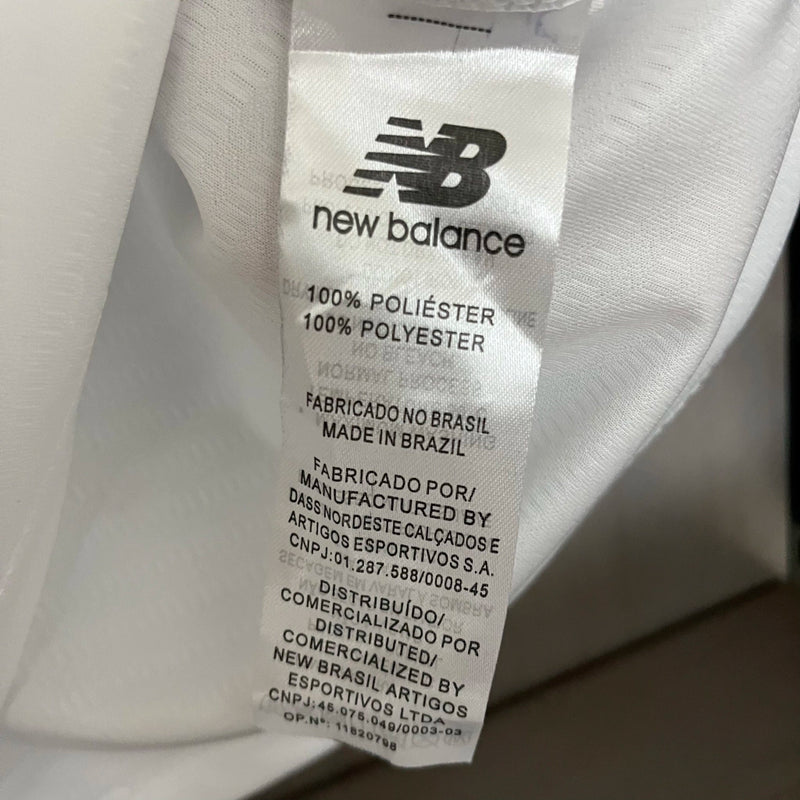 NB
new balance
100% POLIÉSTER
100% POLYESTER
FABRICADO NO BRASIL
MADE IN BRAZIL
FABRICADO POR/
MANUFACTURED BY
DASS NORDESTE CALÇADOS E
ARTIGOS ESPORTIVOS S.A.
CNPJ:01.287.588/0008-45
DISTRIBUÍDO/
COMERCIALIZADO POR
DISTRIBUTED/
COMERCIALIZED BY
NEW BRASIL ARTIGOS
ESPORTIVOS LTDA
CNPJ:45.075.049/0003-03
OP.Nº: 11820798